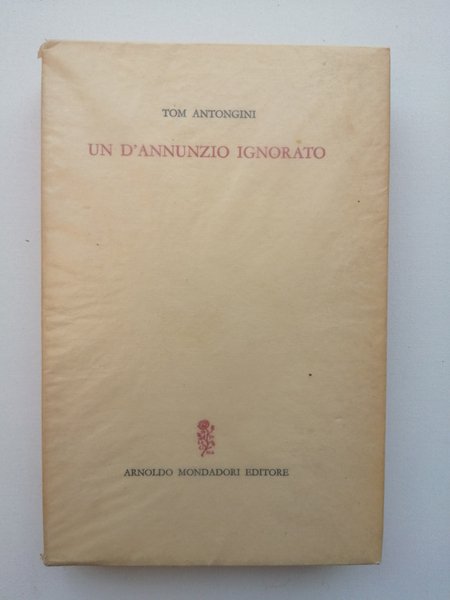 TOM ANTONGINI
UN D'ANNUNZIO IGNORATO
ARNOLDO MONDADORI EDITORE